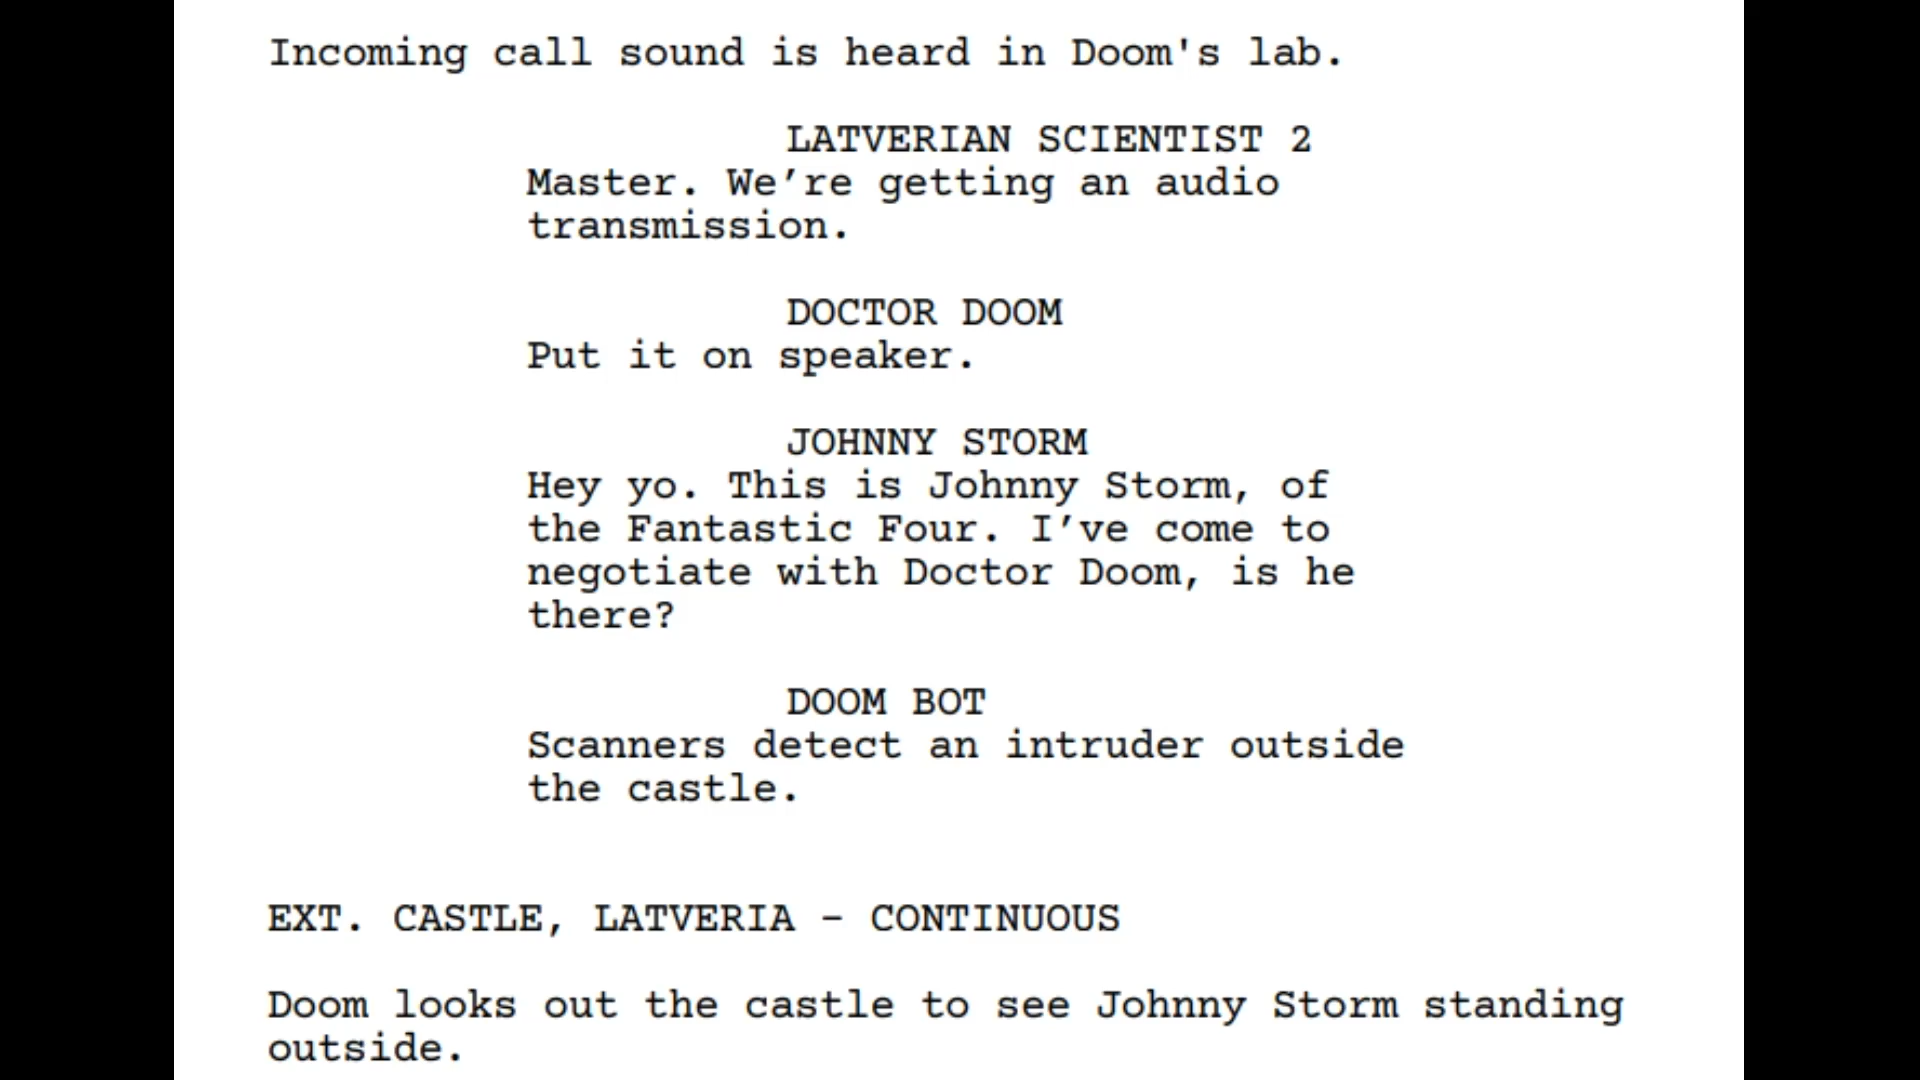 Incoming call sound is heard in Doom's lab.
LATVERIAN SCIENTIST 2
Master. We’re getting an audio
transmission.
DOCTOR DOOM
Put it on speaker.
JOHNNY STORM
Hey yo. This is Johnny Storm, of
the Fantastic Four. I’ve come to
negotiate with Doctor Doom, is he
there?
DOOM BOT
Scanners detect an intruder outside
the castle.
EXT. CASTLE, LATVERIA – CONTINUOUS
Doom looks out the castle to see Johnny Storm standing
outside.